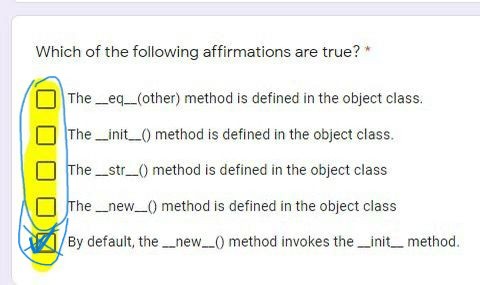 Which of the following affirmations are true? *
The __eq__(other) method is defined in the object class.
The __init__() method is defined in the object class.
The __str__() method is defined in the object class
The __new__() method is defined in the object class
By default, the __new__() method invokes the __init__ method.